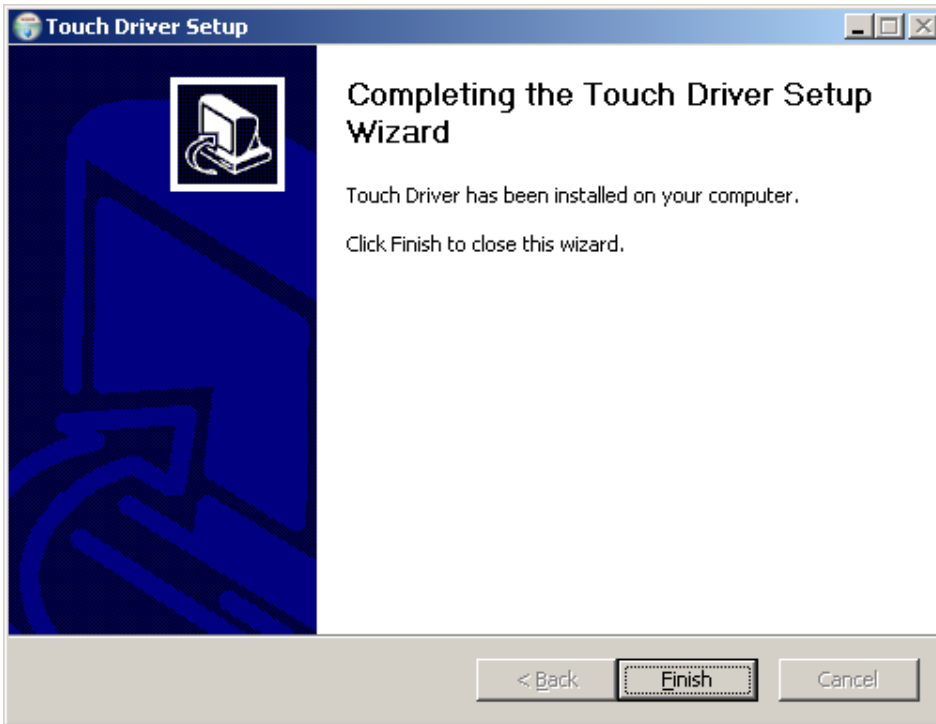 Touch Driver Setup
Completing the Touch Driver Setup
Wizard
Touch Driver has been installed on your computer.
Click Finish to close this wizard.
< Back
Finish
Cancel